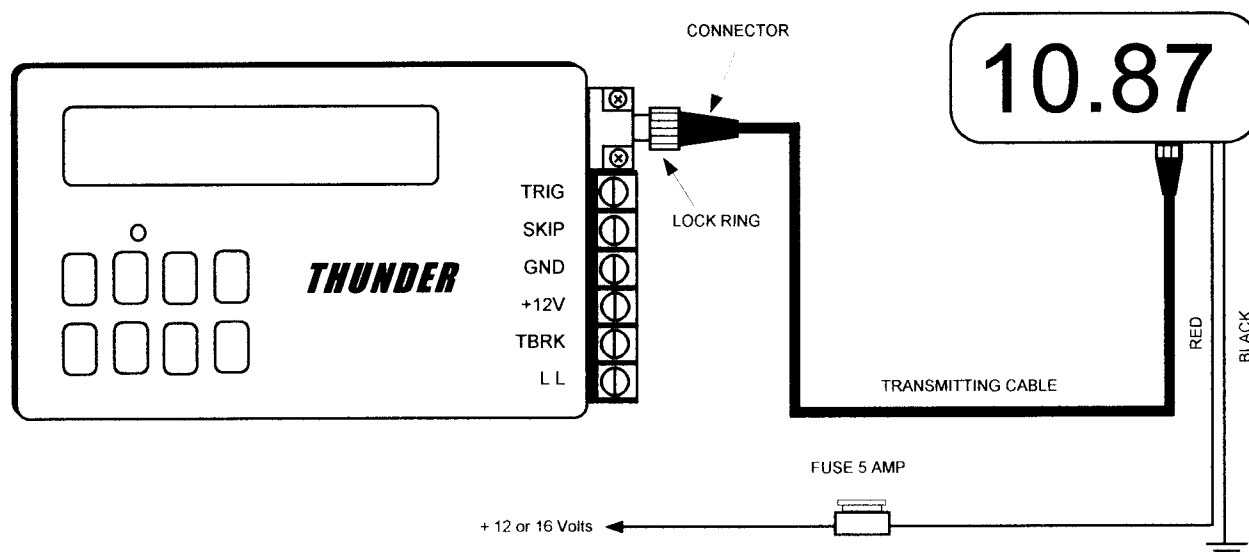 CONNECTOR
10.87
TRIG
SKIP
GND
+12V
TBRK
L L
THUNDER
LOCK RING
RED
BLACK
TRANSMITTING CABLE
FUSE 5 AMP
+ 12 or 16 Volts